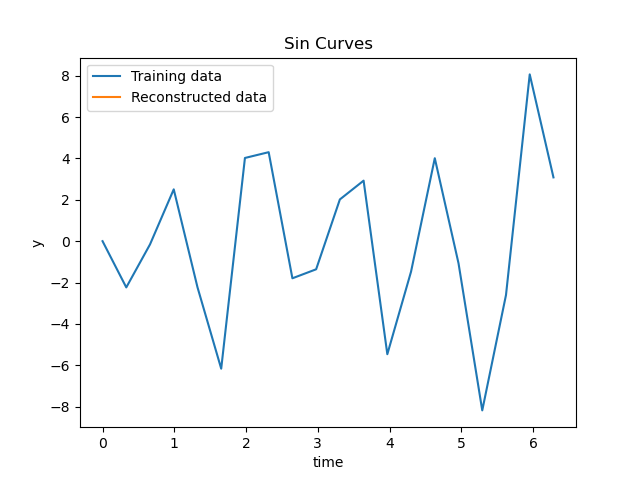 Sin Curves
Training data
Reconstructed data
8
6
4
2
0
−2
−4
−6
−8
y
0 1 2 3 4 5 6
time